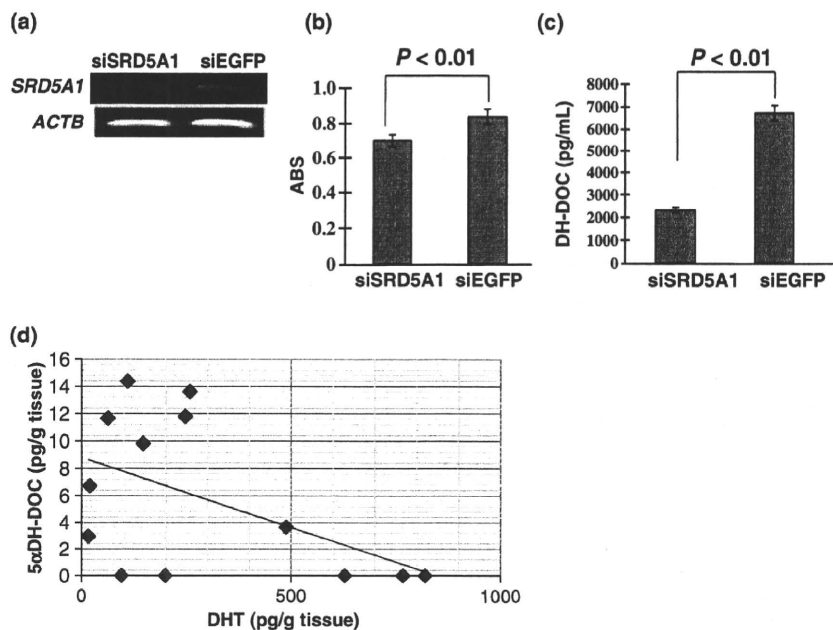 (a)
siSRD5A1 siEGFP
SRD5A1
ACTB
(b)
P < 0.01
1.0
0.8
0.6
0.4
0.2
0
ABS
siSRD5A1 siEGFP
(c)
P < 0.01
8000
7000
6000
5000
4000
3000
2000
1000
0
DH-DOC (pg/mL)
siSRD5A1 siEGFP
(d)
16
14
12
10
8
6
4
2
0
5αDH-DOC (pg/g tissue)
0 500 1000
DHT (pg/g tissue)